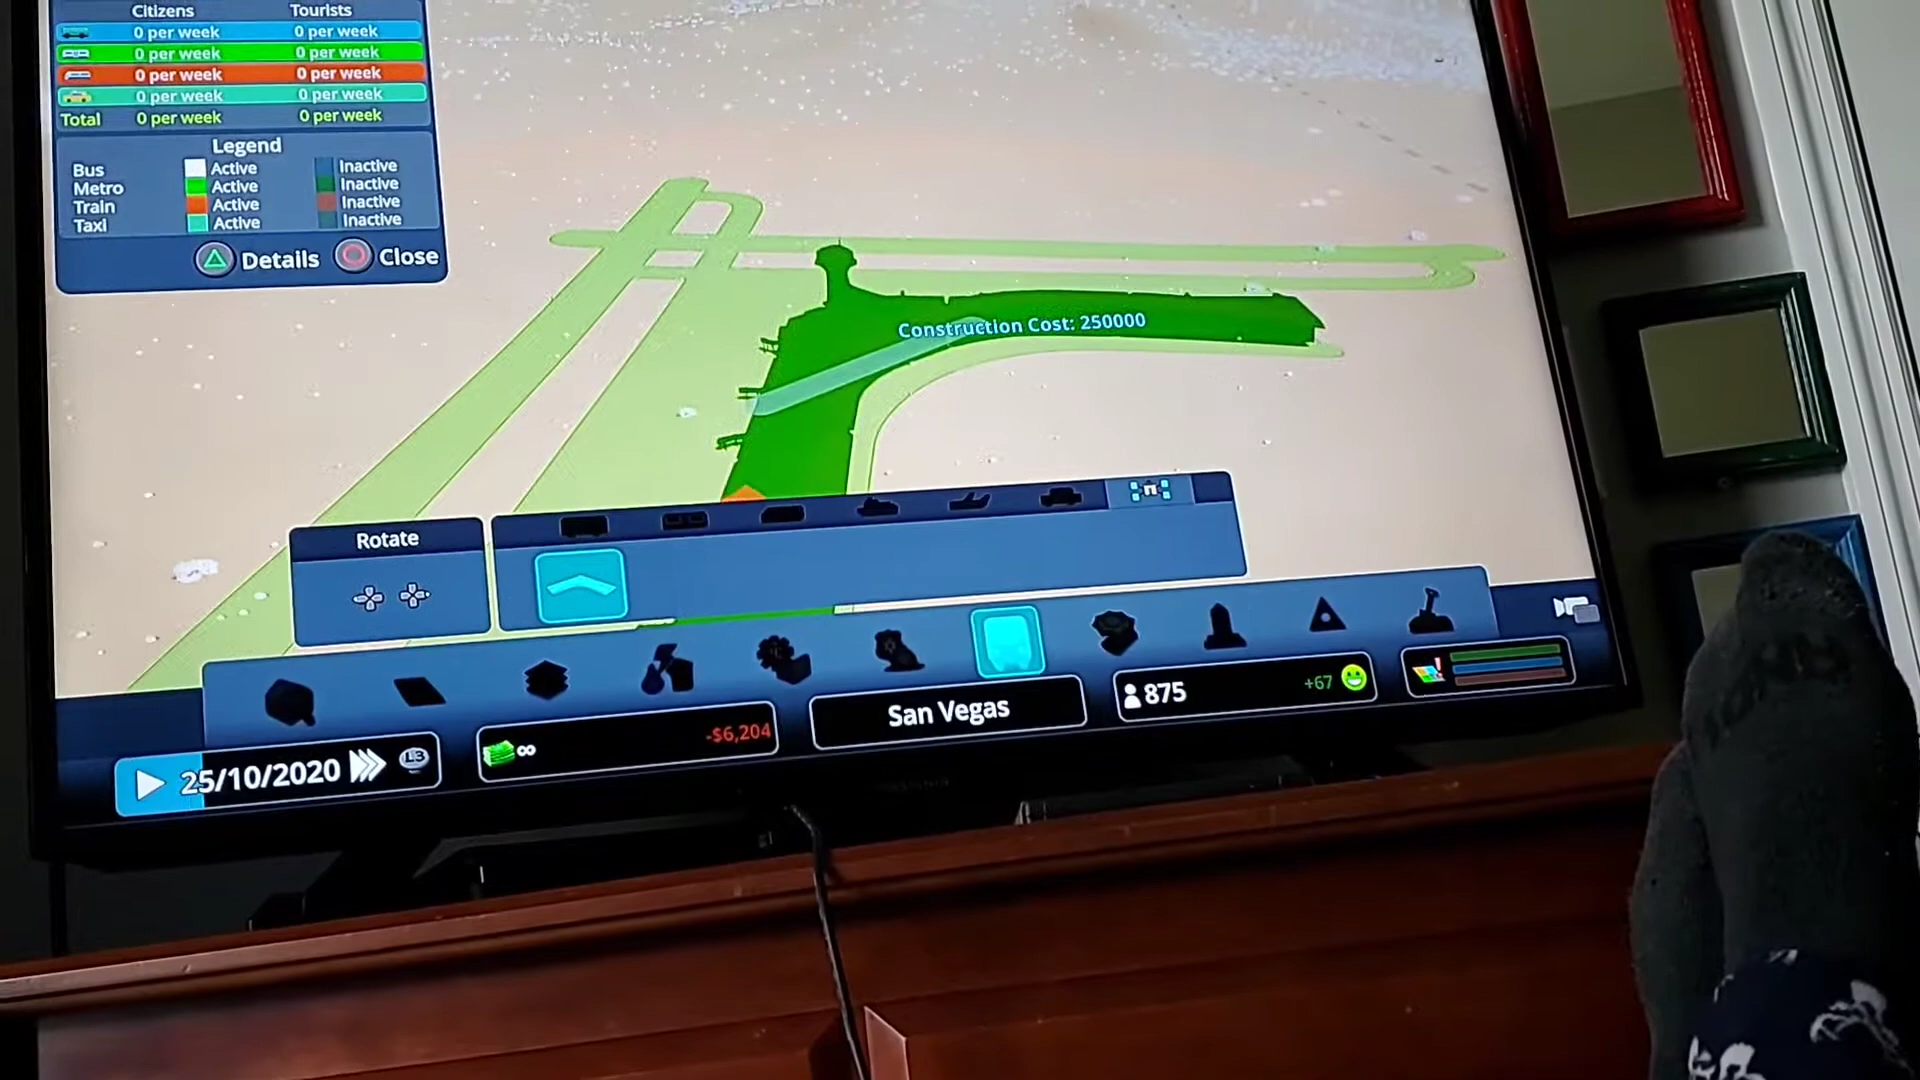 Citizens Tourists
0 per week 0 per week
0 per week 0 per week
0 per week 0 per week
0 per week 0 per week
Total 0 per week 0 per week
Legend
Bus Active Inactive
Metro Active Inactive
Train Active Inactive
Taxi Active Inactive
Details Close
Construction Cost: 250000
Rotate
25/10/2020 L3
∞ -$6,204
San Vegas
875 +67